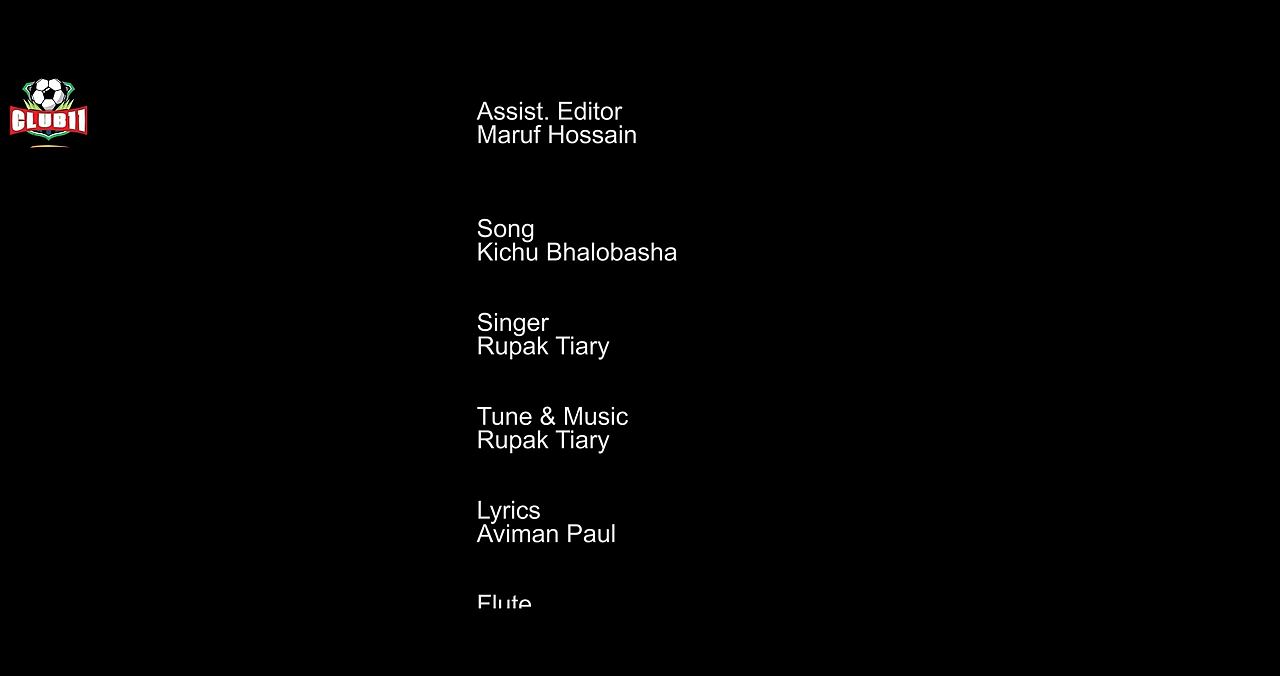 CLUB11
Assist. Editor
Maruf Hossain
Song
Kichu Bhalobasha
Singer
Rupak Tiary
Tune & Music
Rupak Tiary
Lyrics
Aviman Paul
Flute